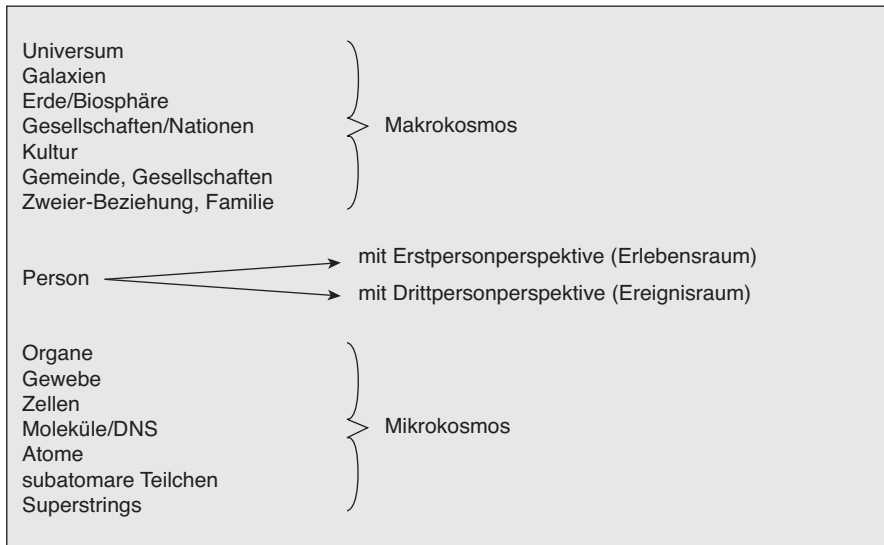 Universum
Galaxien
Erde/Biosphäre
Gesellschaften/Nationen
Makrokosmos
Kultur
Gemeinde, Gesellschaften
Zweier-Beziehung, Familie
mit Erstpersonperspektive (Erlebensraum)
Person
mit Drittpersonperspektive (Ereignisraum)
Organe
Gewebe
Zellen
Moleküle/DNS
Mikrokosmos
Atome
subatomare Teilchen
Superstrings